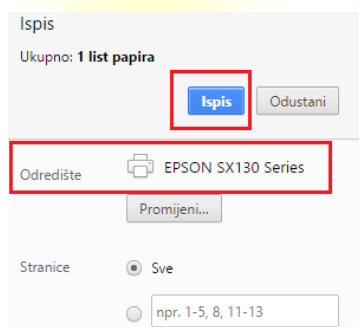 Ispis
Ukupno: 1 list papira
Ispis Odustani
Odredište EPSON SX130 Series
Promijeni...
Stranice Sve
npr. 1-5, 8, 11-13